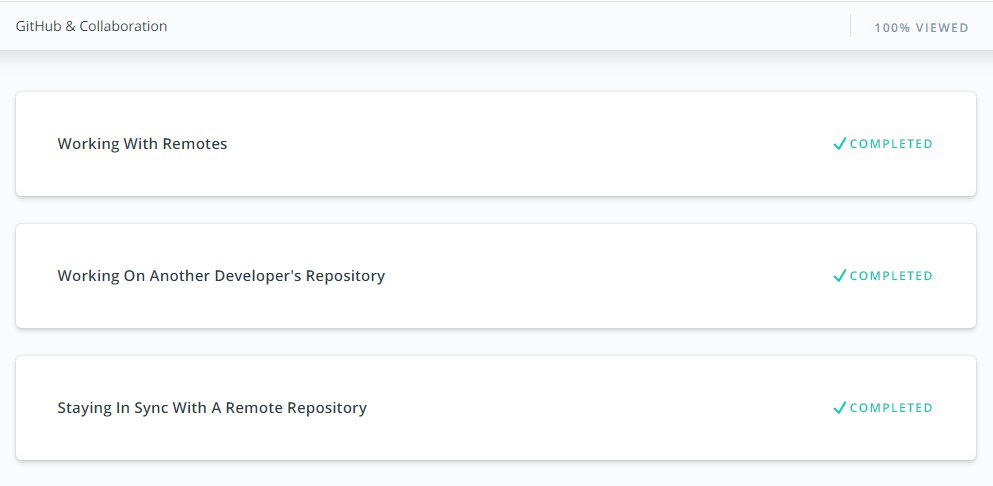 GitHub & Collaboration
100% VIEWED
Working With Remotes
COMPLETED
Working On Another Developer's Repository
COMPLETED
Staying In Sync With A Remote Repository
COMPLETED